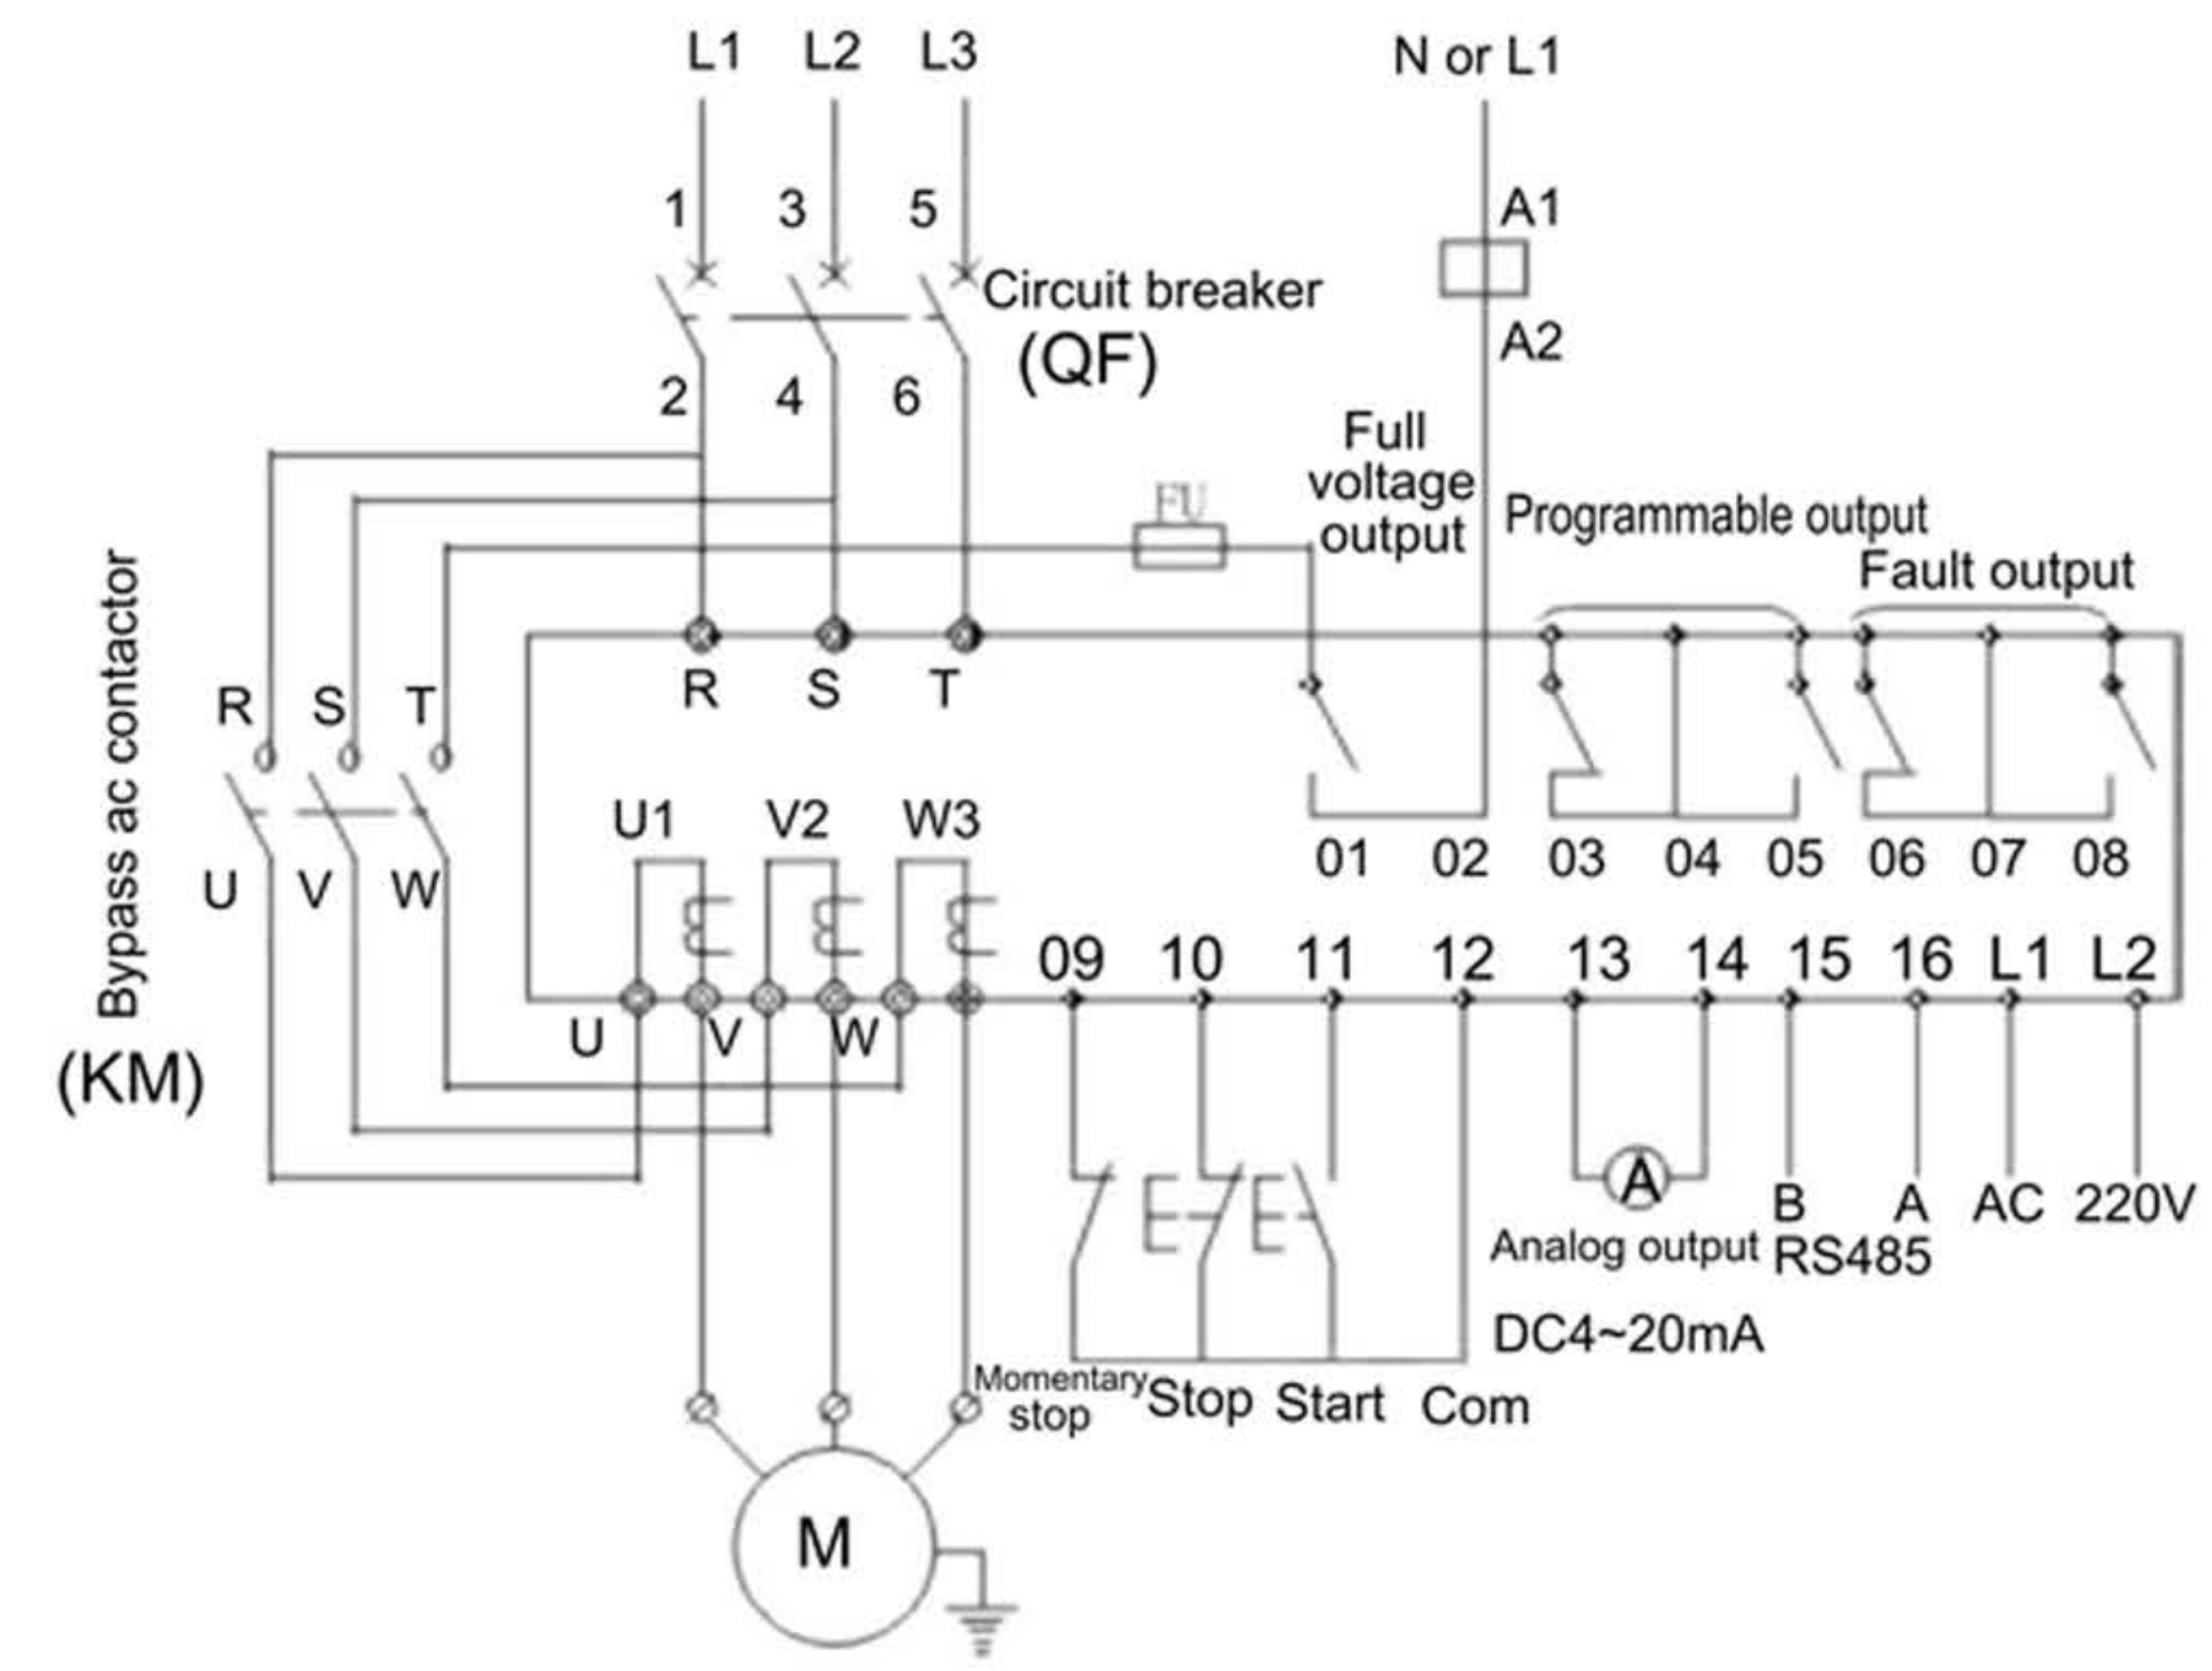 L1 L2 L3 N or L1
1 3 5 A1
Circuit breaker
(QF)
A2
2 4 6
Full
voltage
output
FU
Programmable output
Fault output
Bypass ac contactor
(KM)
R S T
R S T
U1 V2 W3
01 02 03 04 05 06 07 08
U V W
09 10 11 12 13 14 15 16 L1 L2
U V W
A
B A AC 220V
Analog output RS485
DC4~20mA
Momentary
stop
Stop Start Com
M